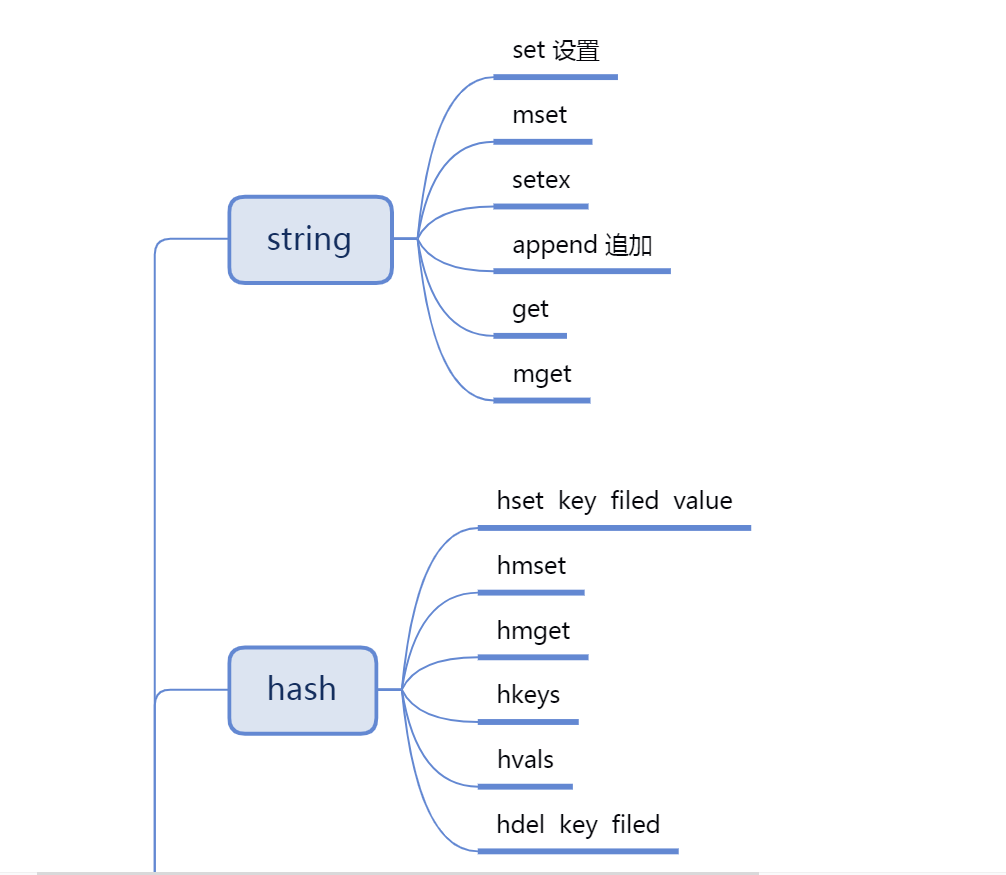 set 设置
mset
setex
string
append 追加
get
mget
hset key filed value
hmset
hmget
hash
hkeys
hvals
hdel key filed